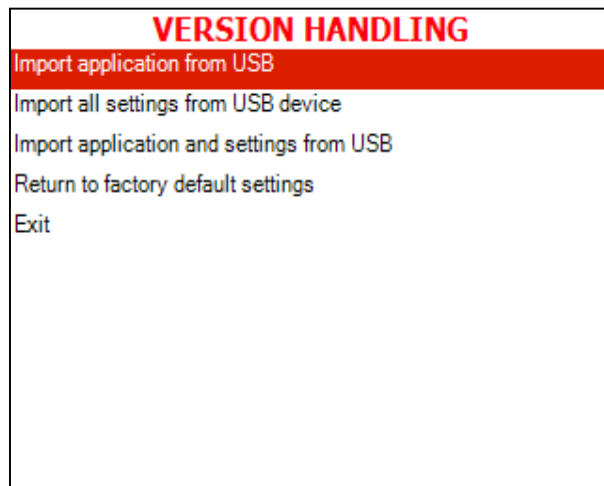 VERSION HANDLING
Import application from USB
Import all settings from USB device
Import application and settings from USB
Return to factory default settings
Exit